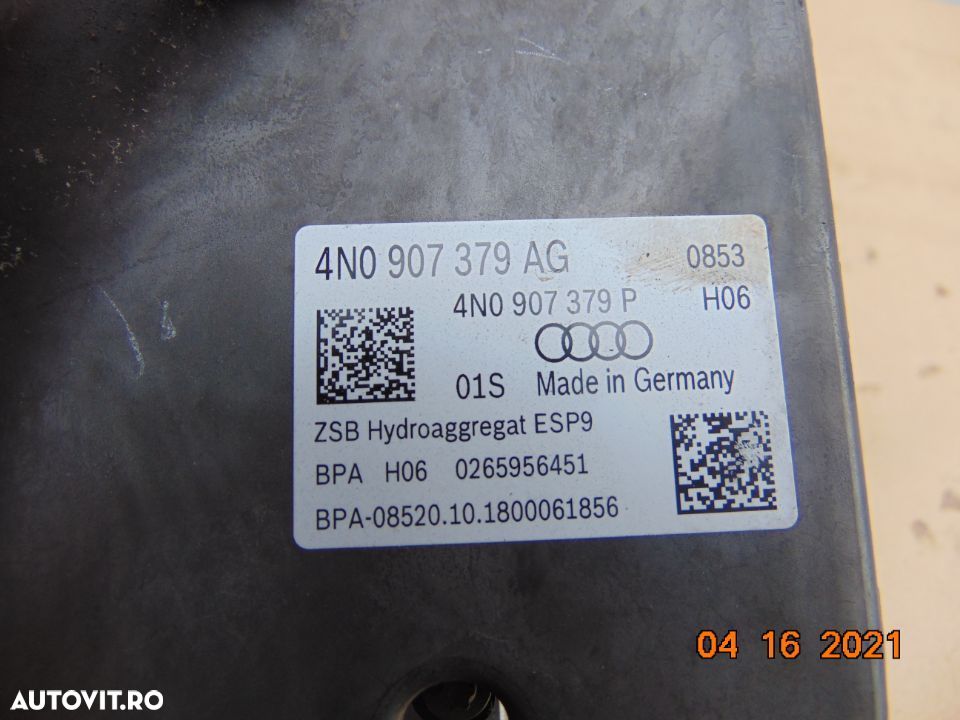 4N0 907 379 AG 0853
4N0 907 379 P H06
01S Made in Germany
ZSB Hydroaggregat ESP9
BPA H06 0265956451
BPA-08520.10.1800061856
04 16 2021
AUTOVIT.RO